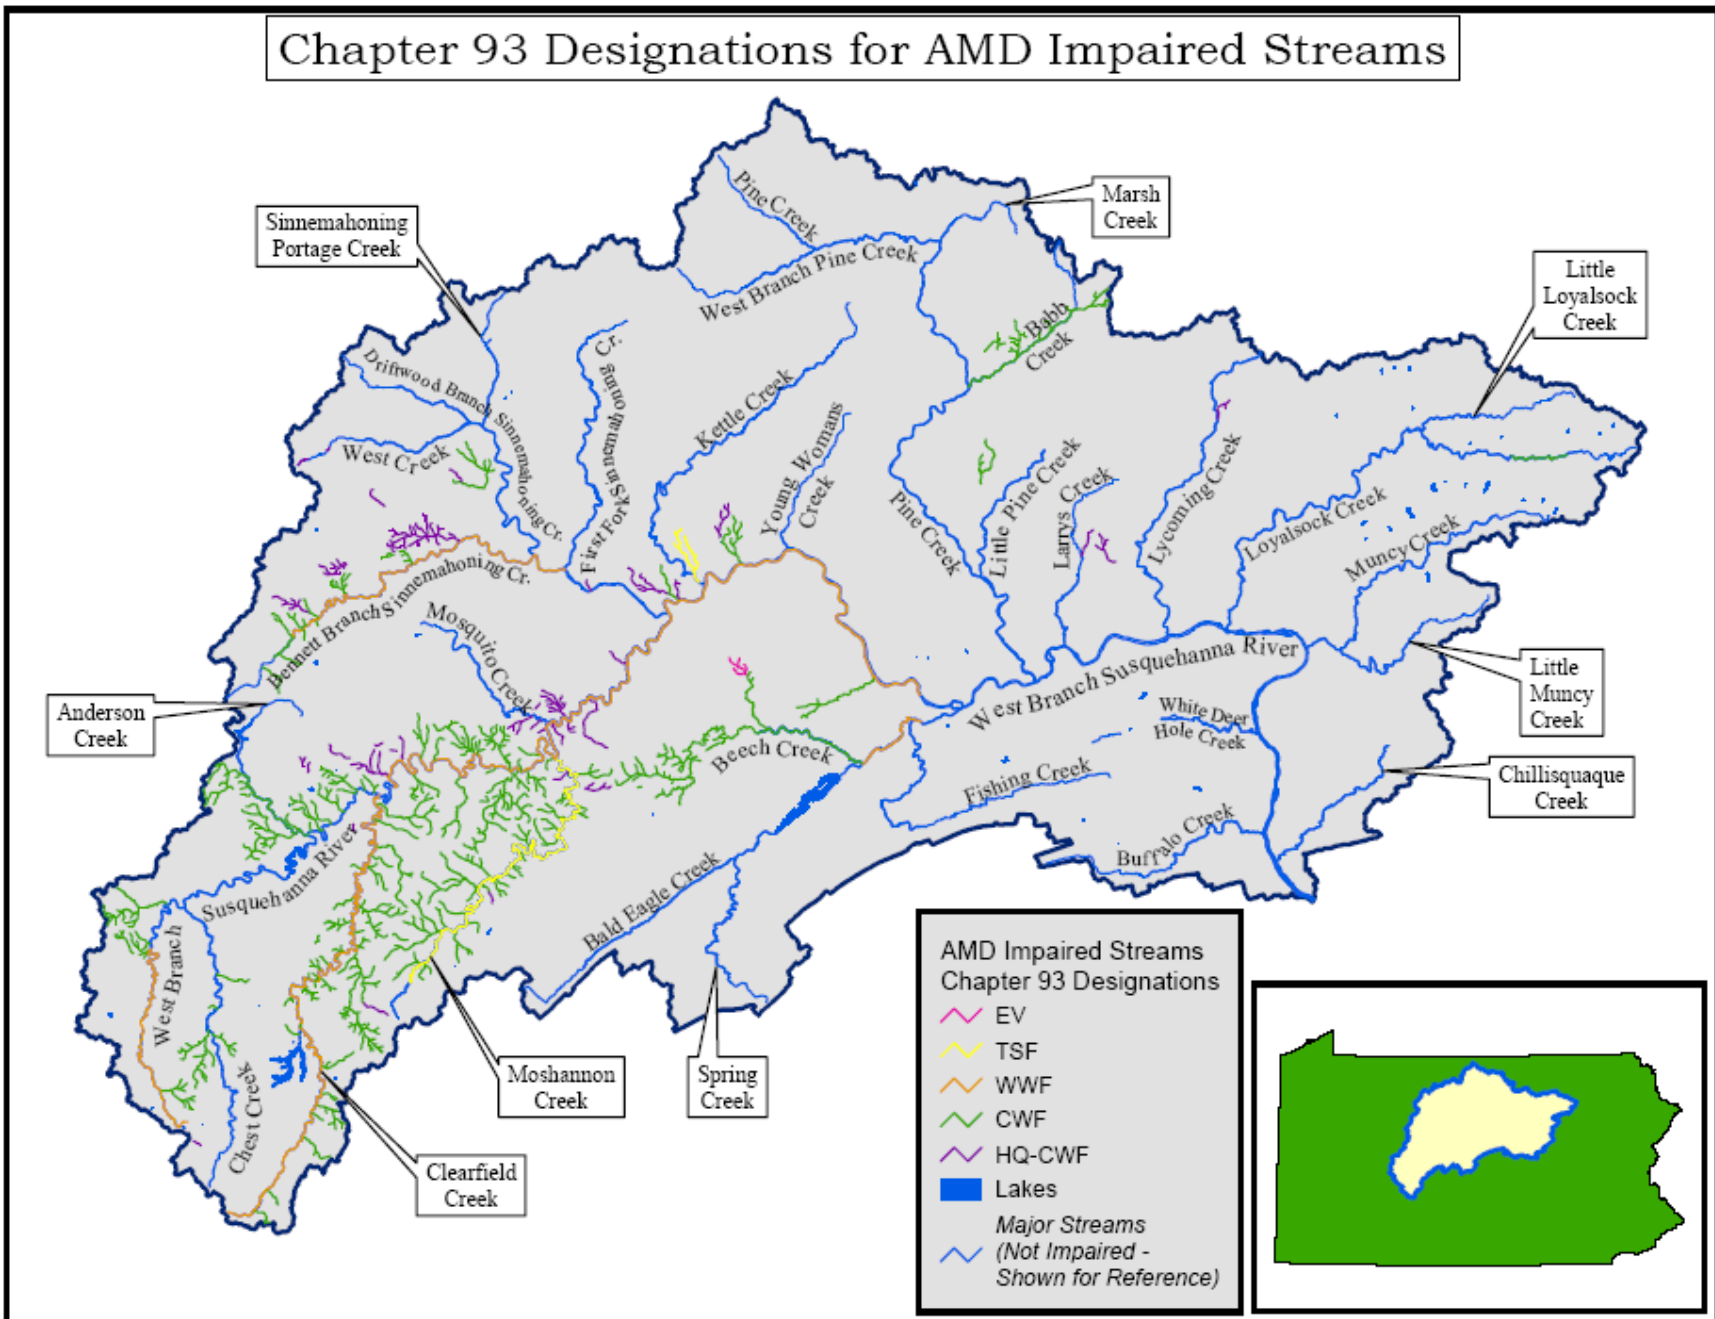 Chapter 93 Designations for AMD Impaired Streams
Marsh
Creek
Sinnemahoning
Portage Creek
Pine Creek
West Branch Pine Creek
Little
Loyalsock
Creek
Babb
Creek
Driftwood Branch Sinnemahoning Cr.
First Fork Sinnemahoning Cr.
Kettle Creek
West Creek
Young Womans
Creek
Pine Creek
Little Pine Creek
Larrys Creek
Lycoming Creek
Loyalsock Creek
Muncy Creek
Bennett Branch Sinnemahoning Cr.
Mosquito Creek
West Branch Susquehanna River
Little
Muncy
Creek
Anderson
Creek
White Deer
Hole Creek
Beech Creek
Fishing Creek
Chillisquaque
Creek
Buffalo Creek
Susquehanna River
Bald Eagle Creek
West Branch
Chest Creek
Moshannon
Creek
Spring
Creek
Clearfield
Creek
AMD Impaired Streams
Chapter 93 Designations
EV
TSF
WWF
CWF
HQ-CWF
Lakes
Major Streams
(Not Impaired -
Shown for Reference)